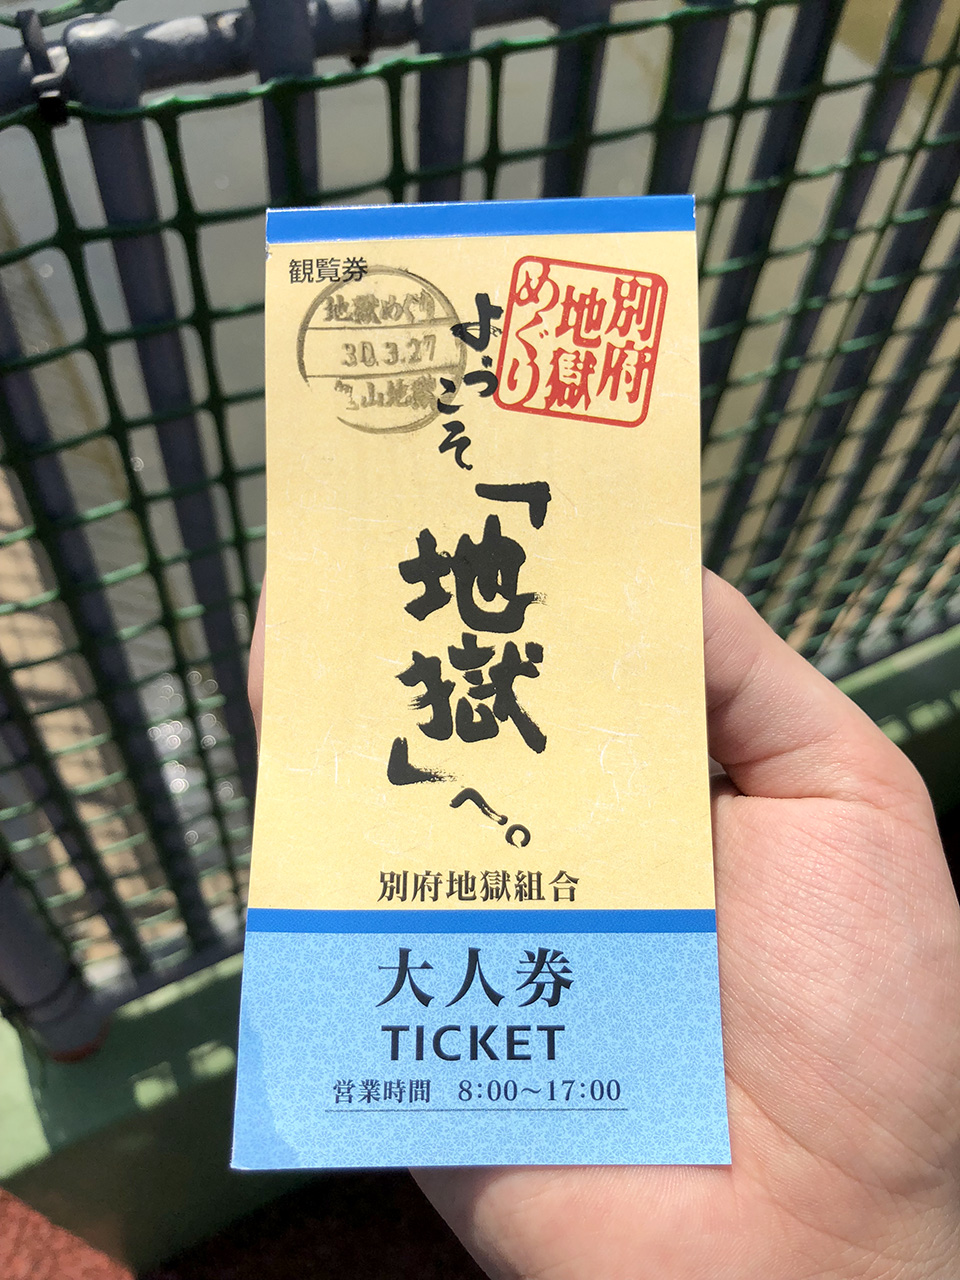 観覧券
地獄めぐり
30.3.27
山地獄
別府
地獄
めぐり
ようこそ
「地獄」へ。
別府地獄組合
大人券
TICKET
営業時間 8:00～17:00